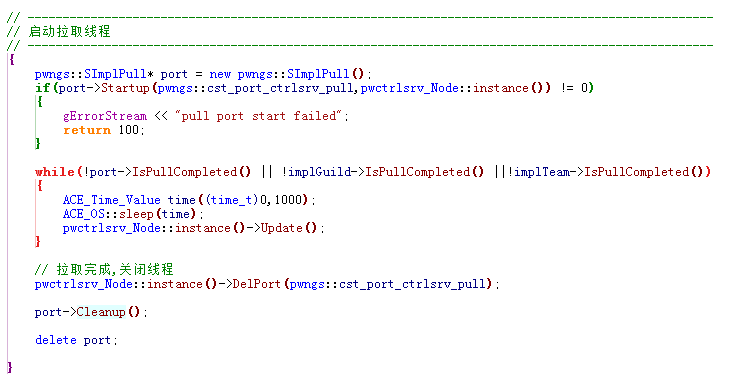 // --------------------------------------------------------------------------------------------------
// 启动拉取线程
// --------------------------------------------------------------------------------------------------
{
    pwngs::SImplPull* port = new pwngs::SImplPull();
    if(port->Startup(pwngs::cst_port_ctrlsrv_pull,pwctrlsrv_Node::instance()) != 0)
    {
        gErrorStream << "pull port start failed";
        return 100;
    }

    while(!port->IsPullCompleted() || !implGuild->IsPullCompleted() ||!implTeam->IsPullCompleted())
    {
        ACE_Time_Value time((time_t)0,1000);
        ACE_OS::sleep(time);
        pwctrlsrv_Node::instance()->Update();
    }

    // 拉取完成,关闭线程
    pwctrlsrv_Node::instance()->DelPort(pwngs::cst_port_ctrlsrv_pull);

    port->Cleanup();

    delete port;

}